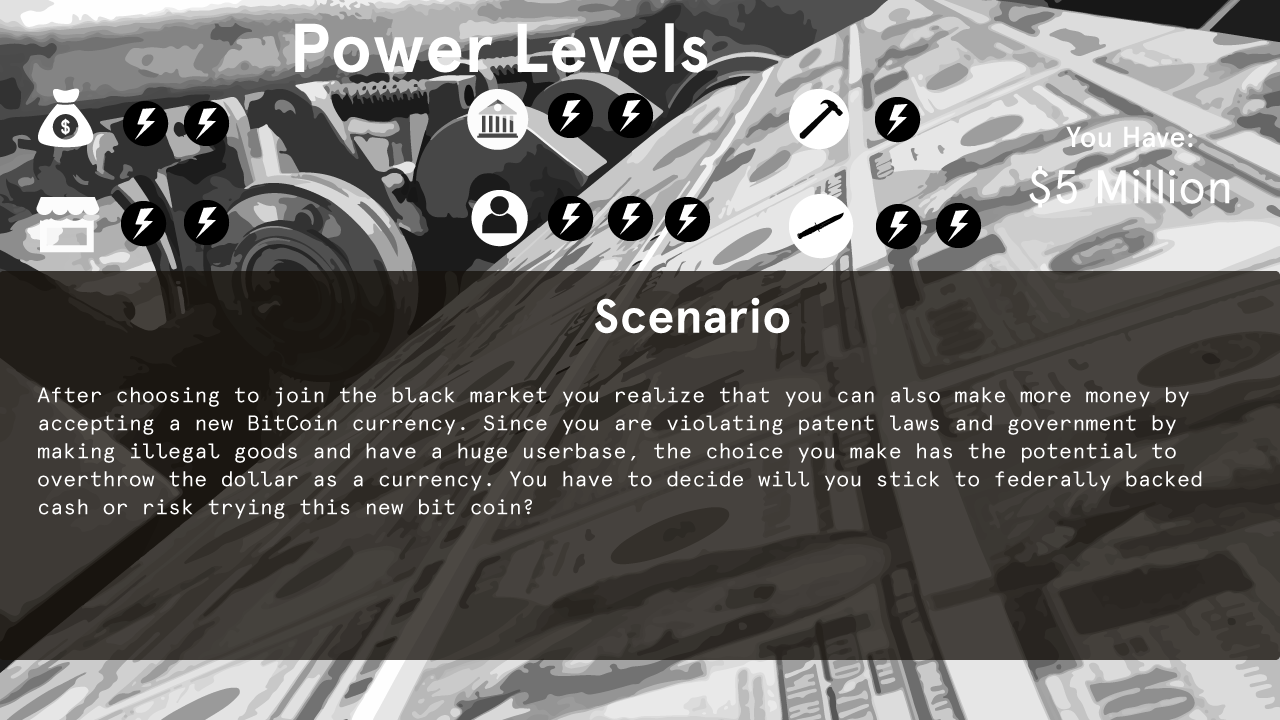 Power Levels
$
You Have:
$5 Million
Scenario
After choosing to join the black market you realize that you can also make more money by
accepting a new BitCoin currency. Since you are violating patent laws and government by
making illegal goods and have a huge userbase, the choice you make has the potential to
overthrow the dollar as a currency. You have to decide will you stick to federally backed
cash or risk trying this new bit coin?